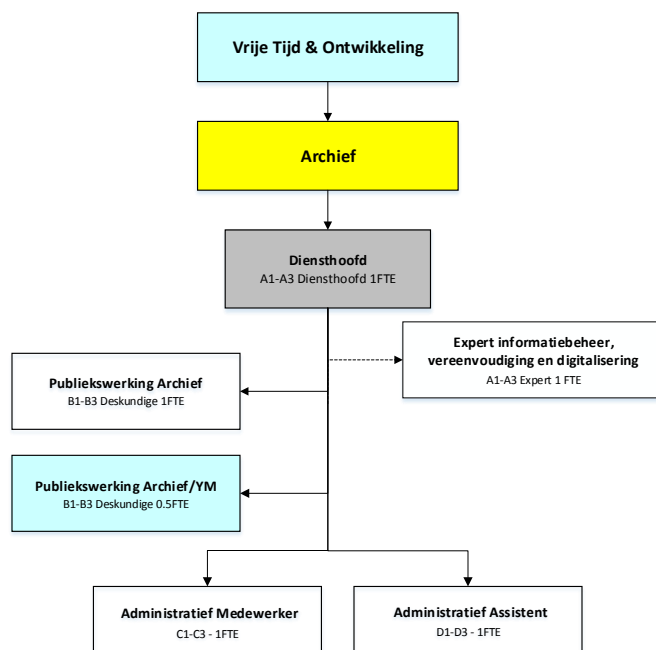 Vrije Tijd & Ontwikkeling
Archief
Diensthoofd
A1-A3 Diensthoofd 1FTE
Expert informatiebeheer,
vereenvoudiging en digitalisering
A1-A3 Expert 1 FTE
Publiekswerking Archief
B1-B3 Deskundige 1FTE
Publiekswerking Archief/YM
B1-B3 Deskundige 0.5FTE
Administratief Medewerker
C1-C3 - 1FTE
Administratief Assistent
D1-D3 - 1FTE